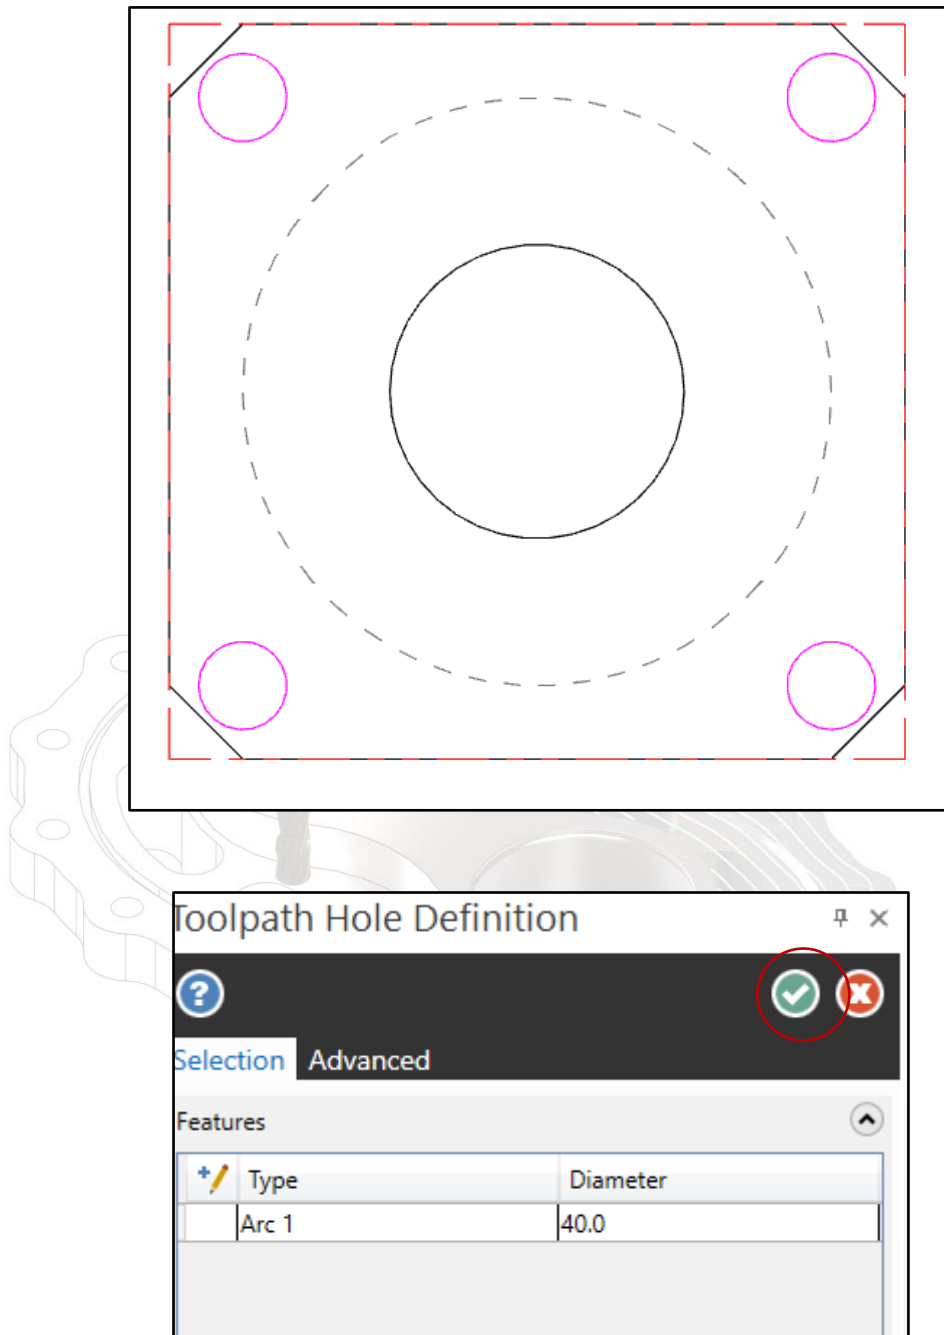 Toolpath Hole Definition
Selection Advanced
Features
Type Diameter
Arc 1 40.0